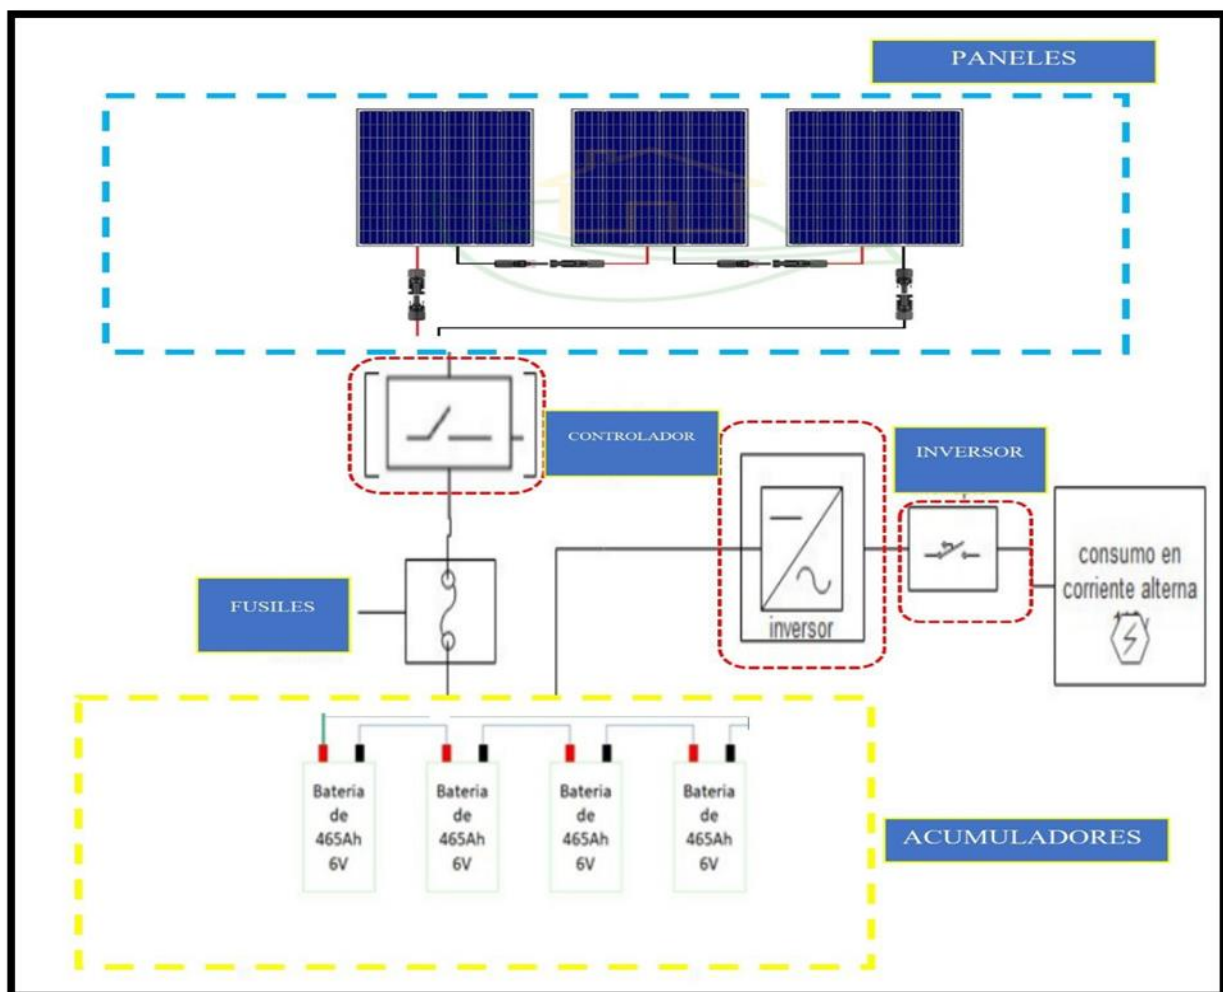 PANELES
CONTROLADOR
INVERSOR
consumo en
corriente alterna
inversor
FUSILES
Bateria
de
465Ah
6V
Bateria
de
465Ah
6V
Bateria
de
465Ah
6V
Bateria
de
465Ah
6V
ACUMULADORES